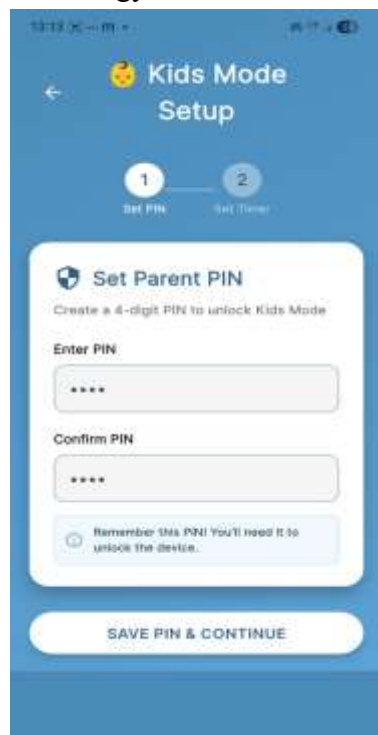 👶 Kids Mode
Setup
1
2
Set PIN
Set Timer
Set Parent PIN
Create a 4-digit PIN to unlock Kids Mode
Enter PIN
••••
Confirm PIN
••••
Remember this PIN! You'll need it to
unlock the device.
SAVE PIN & CONTINUE